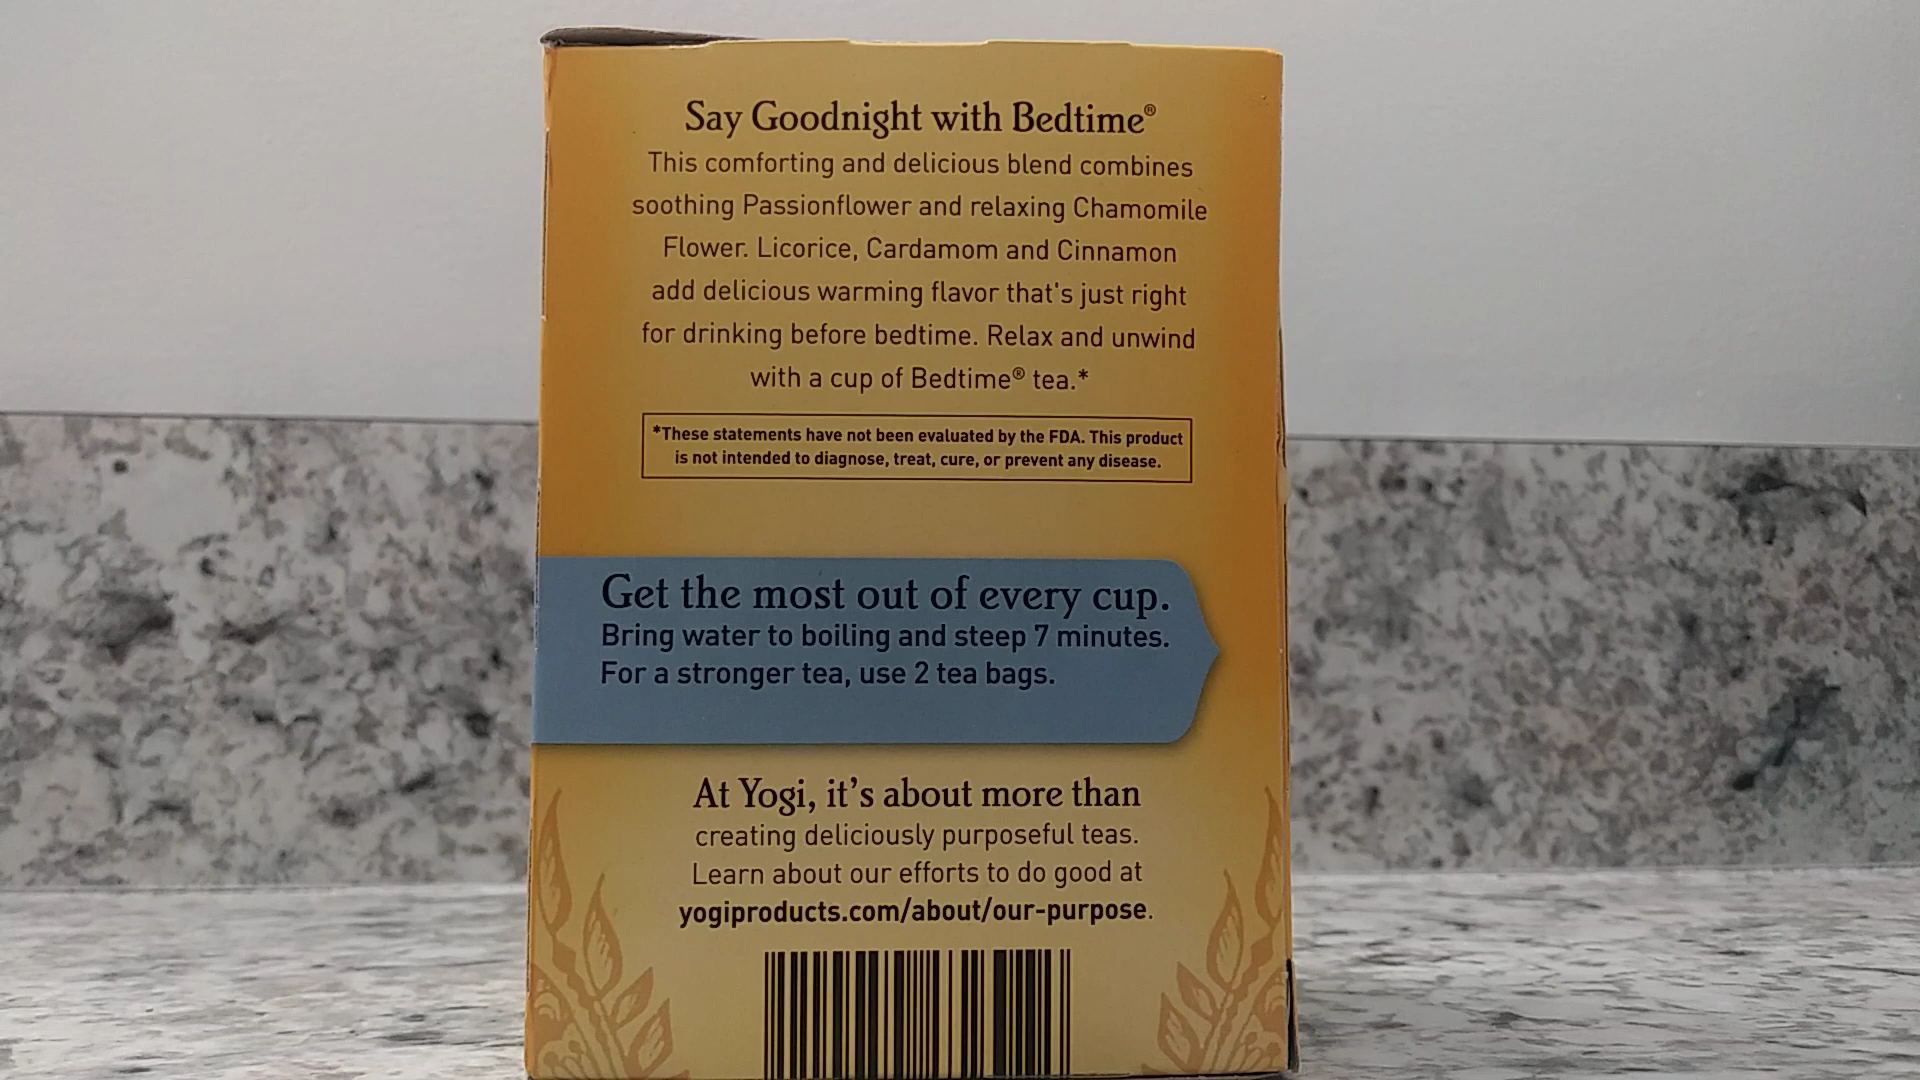 Say Goodnight with Bedtime®
This comforting and delicious blend combines
soothing Passionflower and relaxing Chamomile
Flower. Licorice, Cardamom and Cinnamon
add delicious warming flavor that's just right
for drinking before bedtime. Relax and unwind
with a cup of Bedtime® tea.*
*These statements have not been evaluated by the FDA. This product
is not intended to diagnose, treat, cure, or prevent any disease.
Get the most out of every cup.
Bring water to boiling and steep 7 minutes.
For a stronger tea, use 2 tea bags.
At Yogi, it's about more than
creating deliciously purposeful teas.
Learn about our efforts to do good at
yogiproducts.com/about/our-purpose.